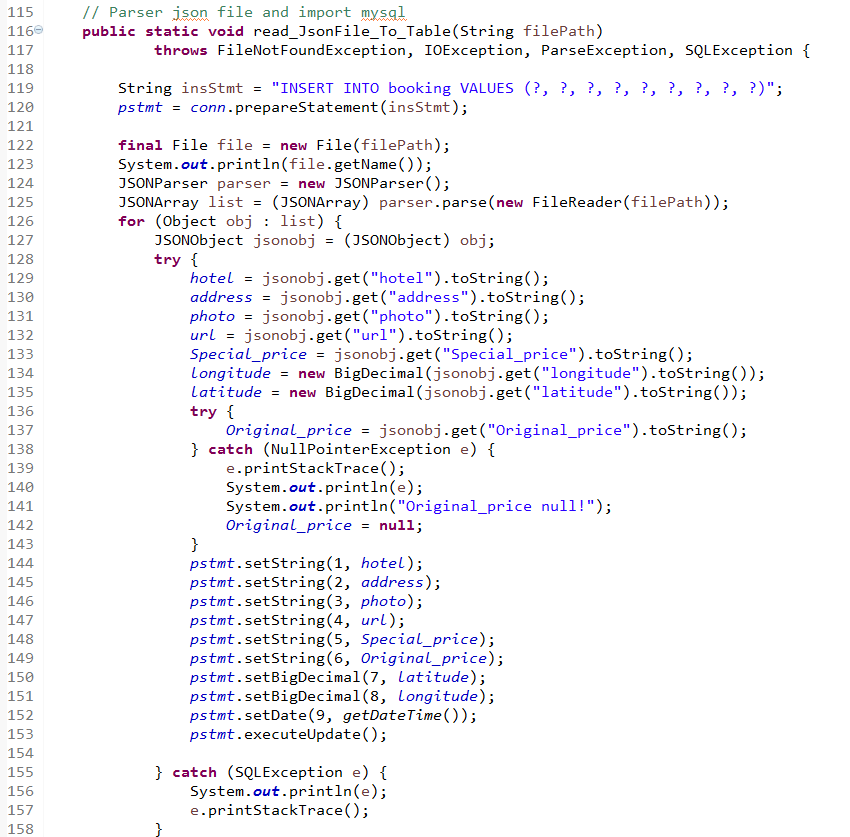 115 // Parser json file and import mysql
116 public static void read_JsonFile_To_Table(String filePath)
117 throws FileNotFoundException, IOException, ParseException, SQLException {
118
119 String insStmt = "INSERT INTO booking VALUES (?, ?, ?, ?, ?, ?, ?, ?, ?)";
120 pstmt = conn.prepareStatement(insStmt);
121
122 final File file = new File(filePath);
123 System.out.println(file.getName());
124 JSONParser parser = new JSONParser();
125 JSONArray list = (JSONArray) parser.parse(new FileReader(filePath));
126 for (Object obj : list) {
127 JSONObject jsonobj = (JSONObject) obj;
128 try {
129 hotel = jsonobj.get("hotel").toString();
130 address = jsonobj.get("address").toString();
131 photo = jsonobj.get("photo").toString();
132 url = jsonobj.get("url").toString();
133 Special_price = jsonobj.get("Special_price").toString();
134 longitude = new BigDecimal(jsonobj.get("longitude").toString());
135 latitude = new BigDecimal(jsonobj.get("latitude").toString());
136 try {
137 Original_price = jsonobj.get("Original_price").toString();
138 } catch (NullPointerException e) {
139 e.printStackTrace();
140 System.out.println(e);
141 System.out.println("Original_price null!");
142 Original_price = null;
143 }
144 pstmt.setString(1, hotel);
145 pstmt.setString(2, address);
146 pstmt.setString(3, photo);
147 pstmt.setString(4, url);
148 pstmt.setString(5, Special_price);
149 pstmt.setString(6, Original_price);
150 pstmt.setBigDecimal(7, latitude);
151 pstmt.setBigDecimal(8, longitude);
152 pstmt.setDate(9, getDateTime());
153 pstmt.executeUpdate();
154
155 } catch (SQLException e) {
156 System.out.println(e);
157 e.printStackTrace();
158 }